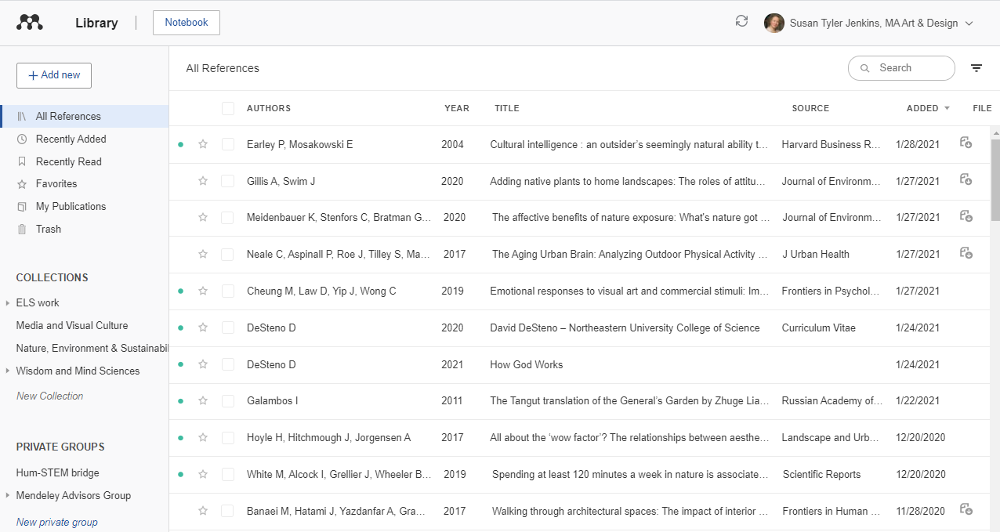 Library
Notebook
Susan Tyler Jenkins, MA Art & Design
Add new
All References
Recently Added
Recently Read
Favorites
My Publications
Trash
COLLECTIONS
ELS work
Media and Visual Culture
Nature, Environment & Sustainabil
Wisdom and Mind Sciences
New Collection
PRIVATE GROUPS
Hum-STEM bridge
Mendeley Advisors Group
New private group
All References
Search
AUTHORS YEAR TITLE SOURCE ADDED FILE
Earley P, Mosakowski E 2004 Cultural intelligence : an outsider’s seemingly natural ability t... Harvard Business R... 1/28/2021
Gillis A, Swim J 2020 Adding native plants to home landscapes: The roles of attitu... Journal of Environm... 1/27/2021
Meidenbauer K, Stenfors C, Bratman G... 2020 The affective benefits of nature exposure: What's nature got ... Journal of Environm... 1/27/2021
Neale C, Aspinall P, Roe J, Tilley S, Ma... 2017 The Aging Urban Brain: Analyzing Outdoor Physical Activity ... J Urban Health 1/27/2021
Cheung M, Law D, Yip J, Wong C 2019 Emotional responses to visual art and commercial stimuli: Im... Frontiers in Psychol... 1/27/2021
DeSteno D 2020 David DeSteno – Northeastern University College of Science Curriculum Vitae 1/24/2021
DeSteno D 2021 How God Works 1/24/2021
Galambos I 2011 The Tangut translation of the General’s Garden by Zhuge Lia... Russian Academy of... 1/22/2021
Hoyle H, Hitchmough J, Jorgensen A 2017 All about the ‘wow factor’? The relationships between aesthe... Landscape and Urb... 12/20/2020
White M, Alcock I, Grellier J, Wheeler B... 2019 Spending at least 120 minutes a week in nature is associate... Scientific Reports 12/20/2020
Banaei M, Hatami J, Yazdanfar A, Gra... 2017 Walking through architectural spaces: The impact of interior ... Frontiers in Human ... 11/28/2020